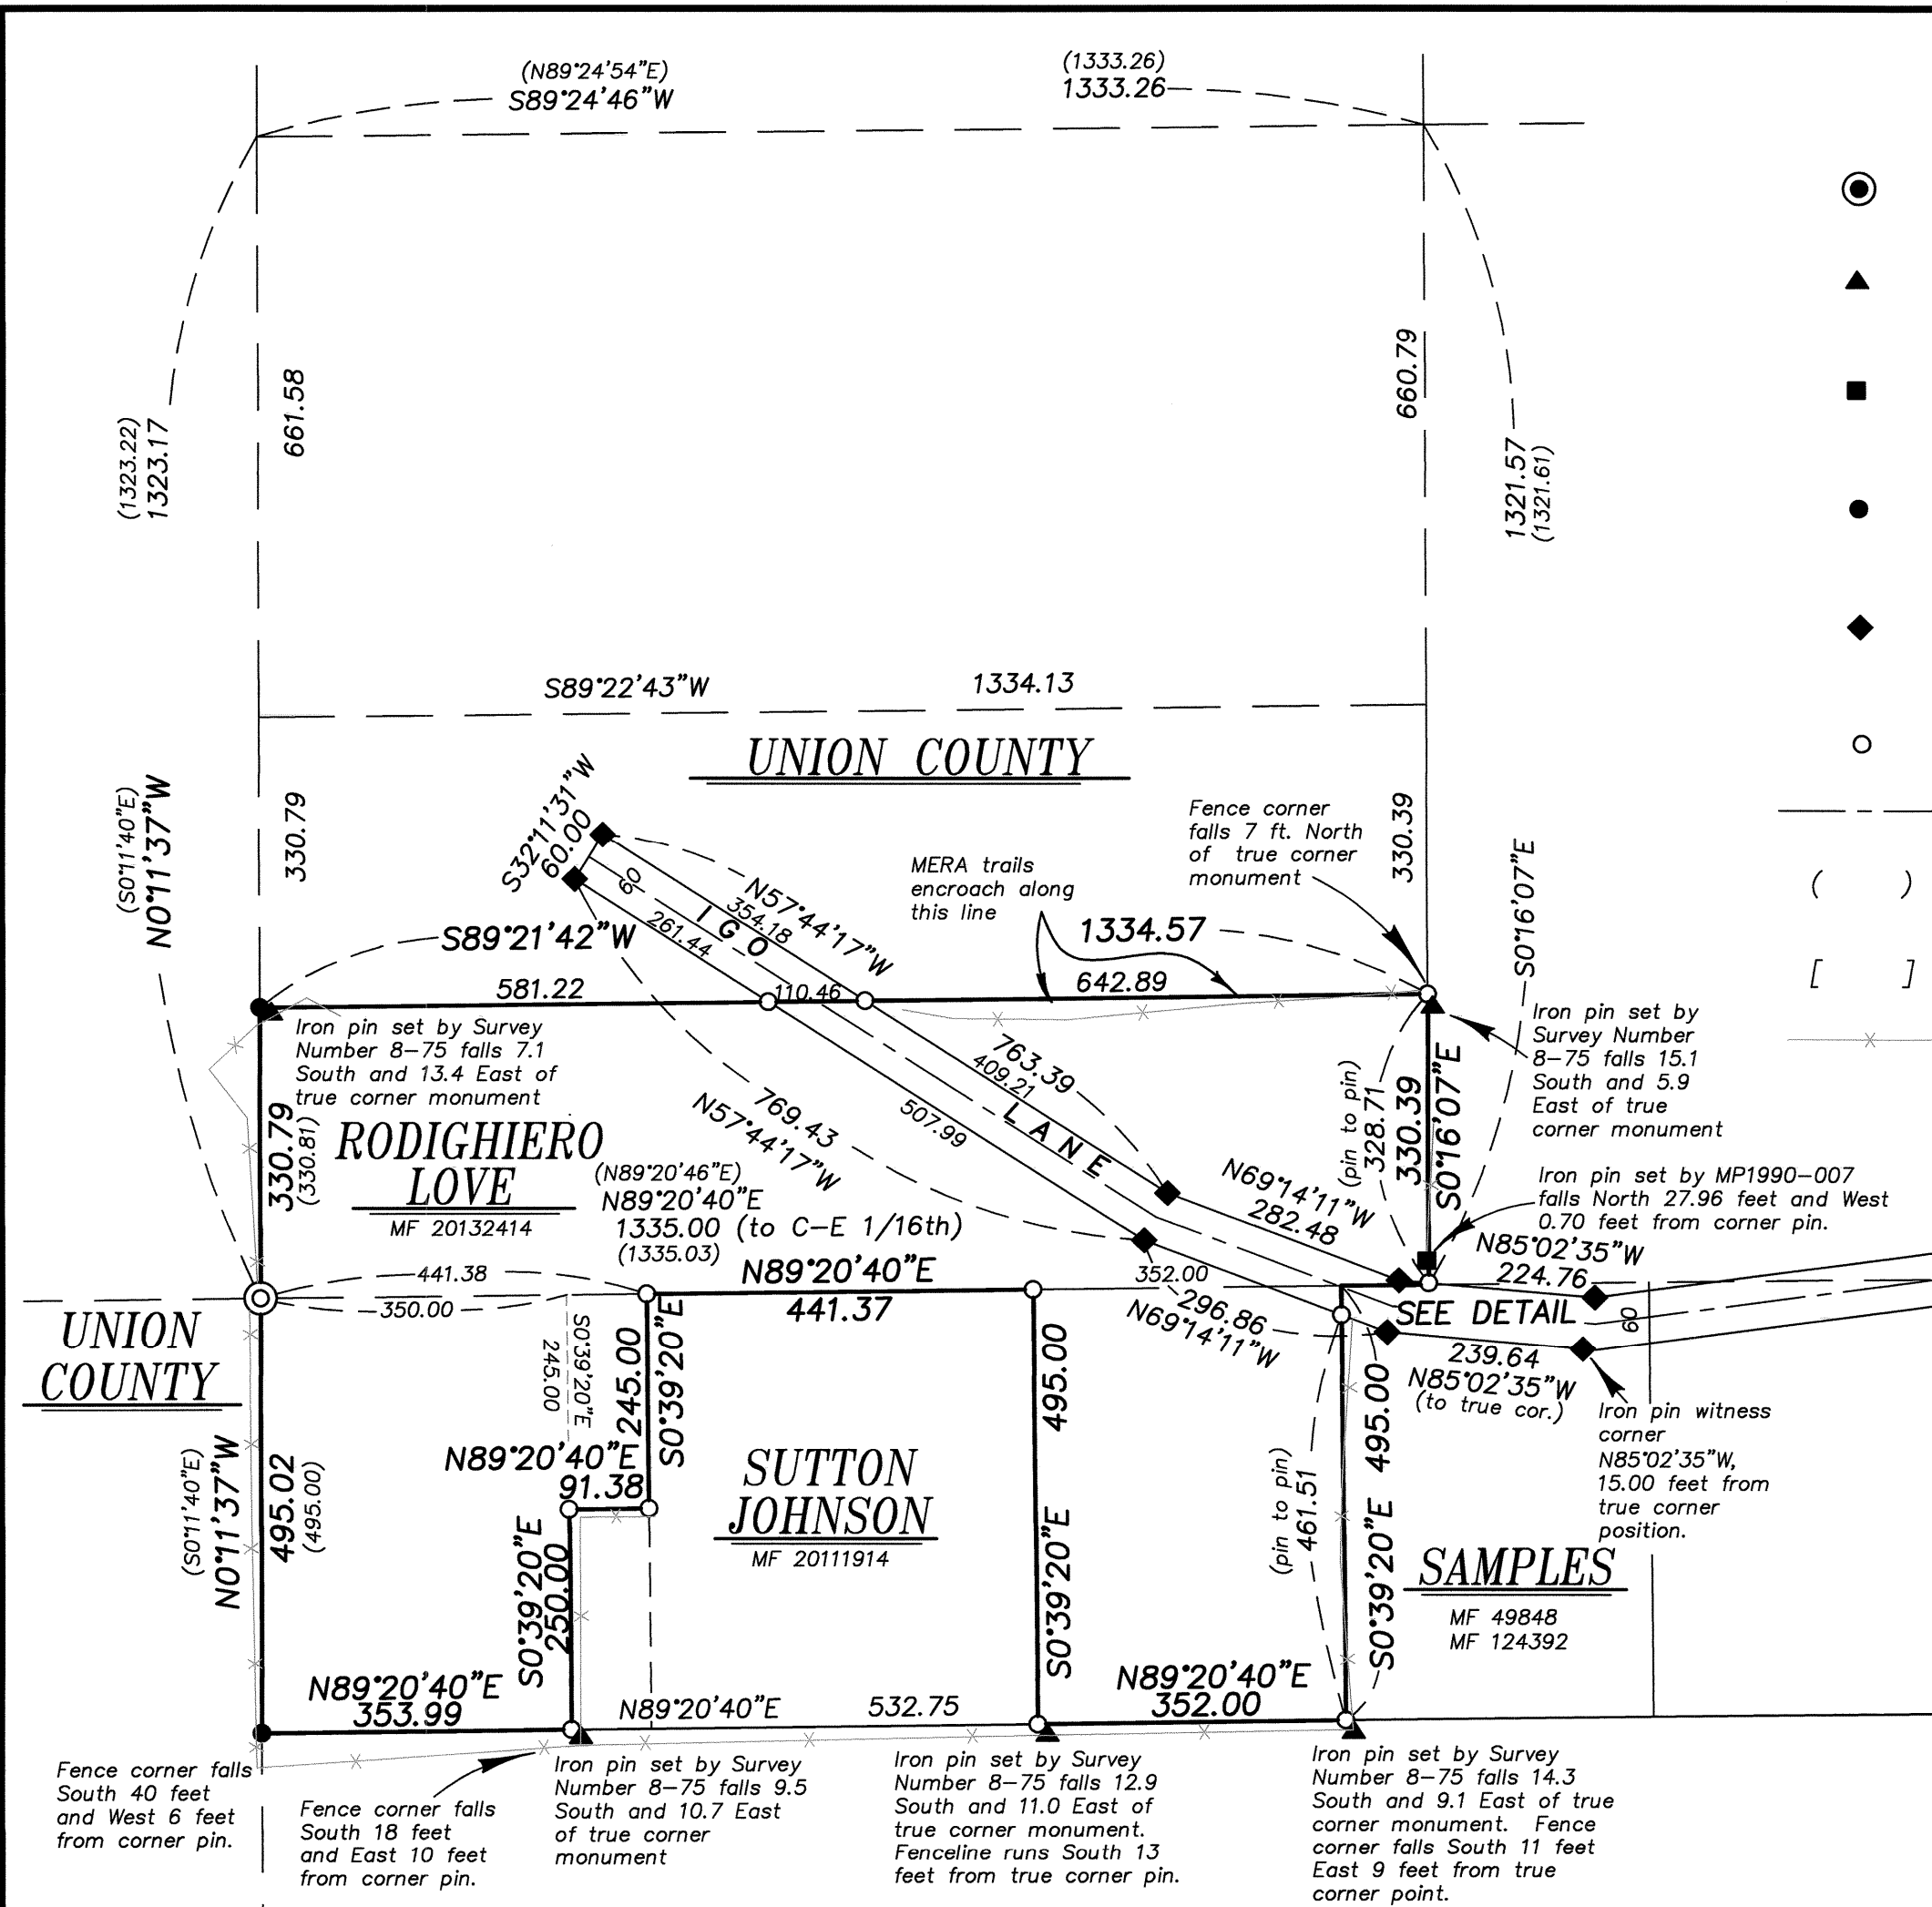 (N89°24'54"E)
S89°24'46"W
(1333.26)
1333.26
(1323.22)
1323.17
661.58
660.79
1321.57
(1321.61)
S89°22'43"W
1334.13
UNION COUNTY
(S0°11'40"E)
N0°11'37"W
330.79
S32°11'31"W
60.00
60
IGO
354.18
N57°44'17"W
261.44
MERA trails
encroach along
this line
Fence corner
falls 7 ft. North
of true corner
monument
330.39
S0°16'07"E
S89°21'42"W
1334.57
581.22
110.46
642.89
Iron pin set by Survey
Number 8-75 falls 7.1
South and 13.4 East of
true corner monument
Iron pin set by
Survey Number
8-75 falls 15.1
South and 5.9
East of true
corner monument
330.79
(330.81)
RODIGHIERO
LOVE
MF 20132414
769.43
N57°44'17"W
507.99
763.39
409.21
LANE
(pin to pin)
328.71
330.39
S0°16'07"E
N69°14'11"W
282.48
Iron pin set by MP1990-007
falls North 27.96 feet and West
0.70 feet from corner pin.
(N89°20'46"E)
N89°20'40"E
1335.00 (to C-E 1/16th)
(1335.03)
N85°02'35"W
224.76
441.38
350.00
N89°20'40"E
441.37
352.00
296.86
N69°14'11"W
SEE DETAIL
60
UNION
COUNTY
S0°39'20"E
245.00
245.00
S0°39'20"E
495.00
239.64
N85°02'35"W
(to true cor.)
Iron pin witness
corner
N85°02'35"W,
15.00 feet from
true corner
position.
(S0°11'40"E)
N0°11'37"W
495.02
(495.00)
N89°20'40"E
91.38
S0°39'20"E
250.00
SUTTON
JOHNSON
MF 20111914
S0°39'20"E
(pin to pin)
461.51
S0°39'20"E 495.00
SAMPLES
MF 49848
MF 124392
N89°20'40"E
353.99
N89°20'40"E
532.75
N89°20'40"E
352.00
Fence corner falls
South 40 feet
and West 6 feet
from corner pin.
Fence corner falls
South 18 feet
and East 10 feet
from corner pin.
Iron pin set by Survey
Number 8-75 falls 9.5
South and 10.7 East
of true corner
monument
Iron pin set by Survey
Number 8-75 falls 12.9
South and 11.0 East of
true corner monument.
Fenceline runs South 13
feet from true corner pin.
Iron pin set by Survey
Number 8-75 falls 14.3
South and 9.1 East of true
corner monument. Fence
corner falls South 11 feet
East 9 feet from true
corner point.
( )
[ ]